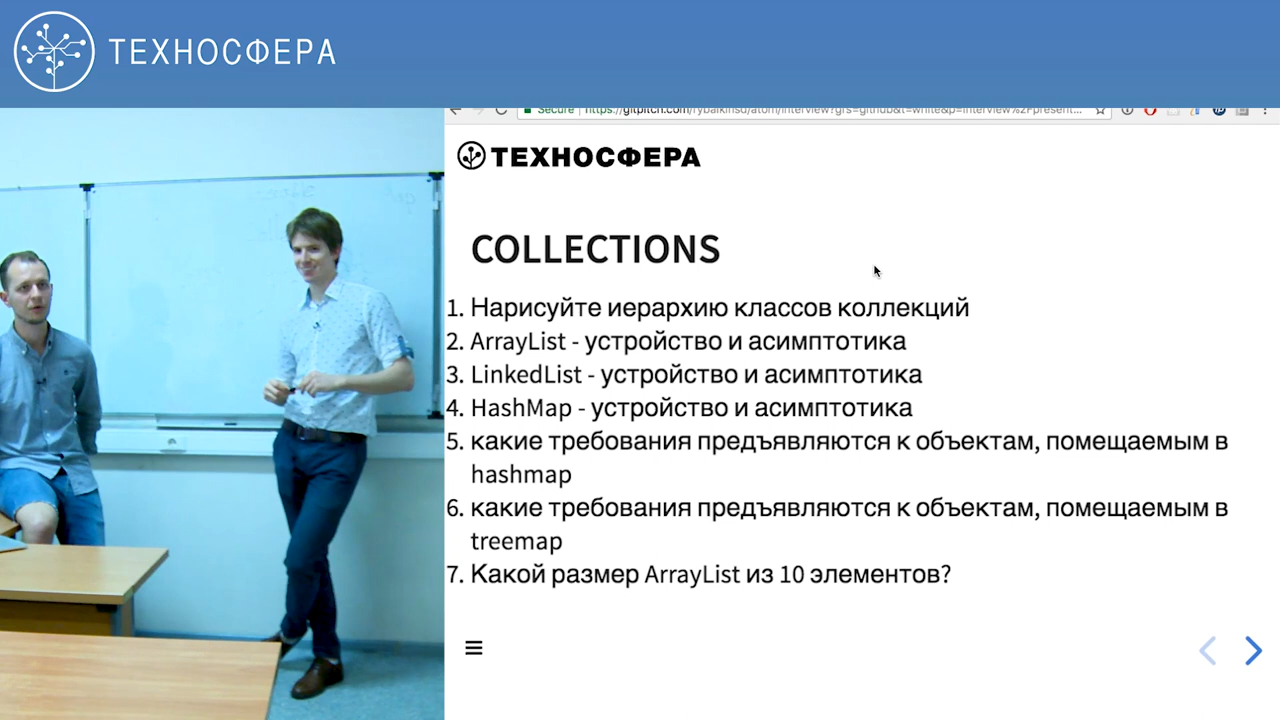 ТЕХНОСФЕРА
Secure
ТЕХНОСФЕРА
COLLECTIONS
1. Нарисуйте иерархию классов коллекций
2. ArrayList - устройство и асимптотика
3. LinkedList - устройство и асимптотика
4. HashMap - устройство и асимптотика
5. какие требования предъявляются к объектам, помещаемым в
hashmap
6. какие требования предъявляются к объектам, помещаемым в
treemap
7. Какой размер ArrayList из 10 элементов?